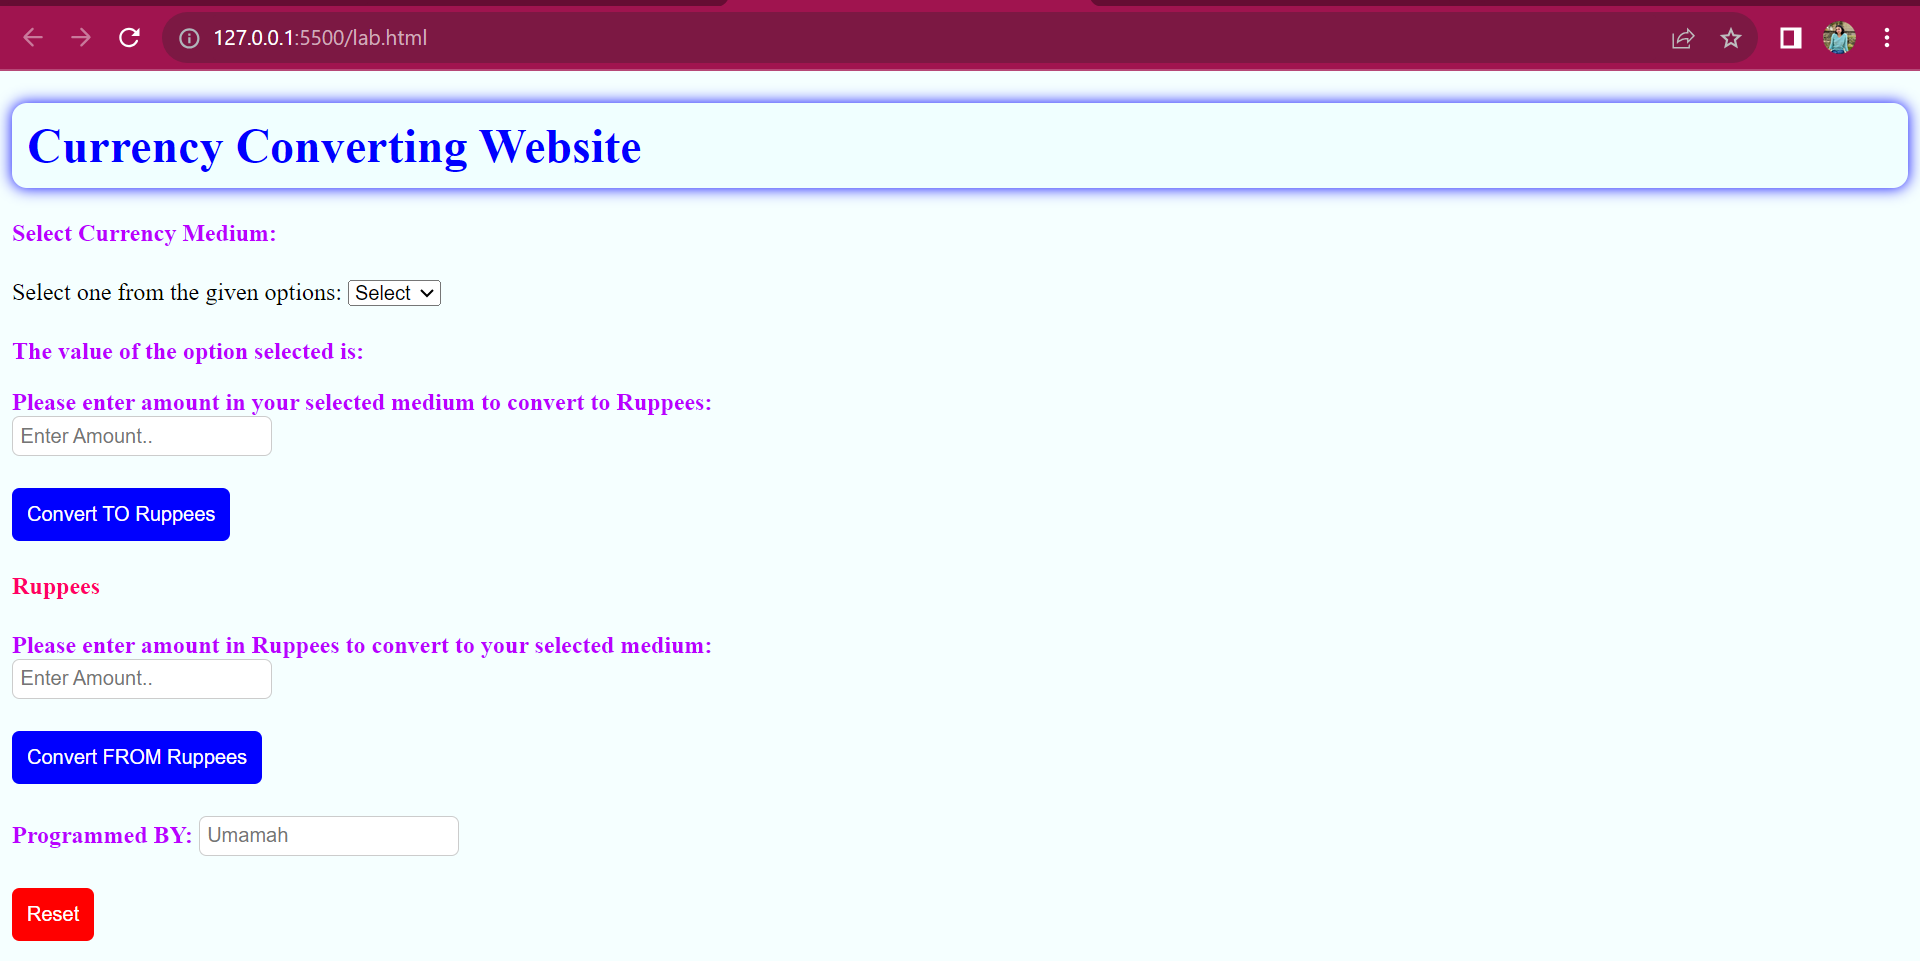 127.0.0.1:5500/lab.html
Currency Converting Website
Select Currency Medium:
Select one from the given options: Select
The value of the option selected is:
Please enter amount in your selected medium to convert to Ruppees:
Enter Amount..
Convert TO Ruppees
Ruppees
Please enter amount in Ruppees to convert to your selected medium:
Enter Amount..
Convert FROM Ruppees
Programmed BY: Umamah
Reset